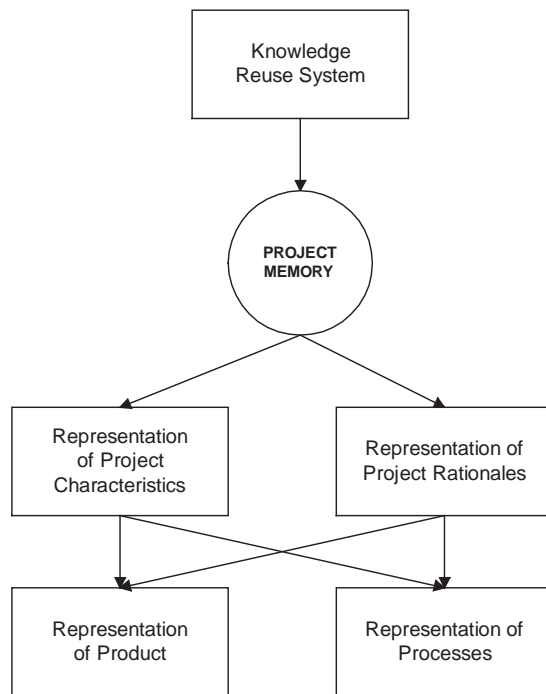 Knowledge
Reuse System
PROJECT
MEMORY
Representation
of Project
Characteristics
Representation of
Project Rationales
Representation
of Product
Representation of
Processes